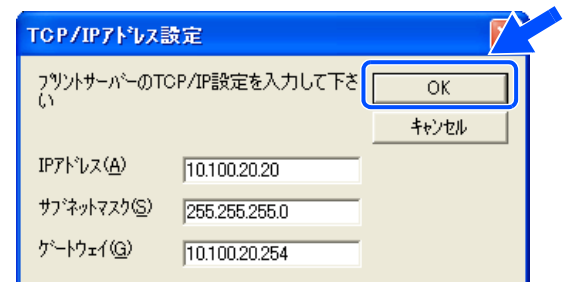 TCP/IPｱﾄﾞﾚｽ設定
ﾌﾟﾘﾝﾄｻｰﾊﾞｰのTCP/IP設定を入力して下さ
い
OK
ｷｬﾝｾﾙ
IPｱﾄﾞﾚｽ(A)
10.100.20.20
ｻﾌﾞﾈｯﾄﾏｽｸ(S)
255.255.255.0
ｹﾞｰﾄｳｪｲ(G)
10.100.20.254